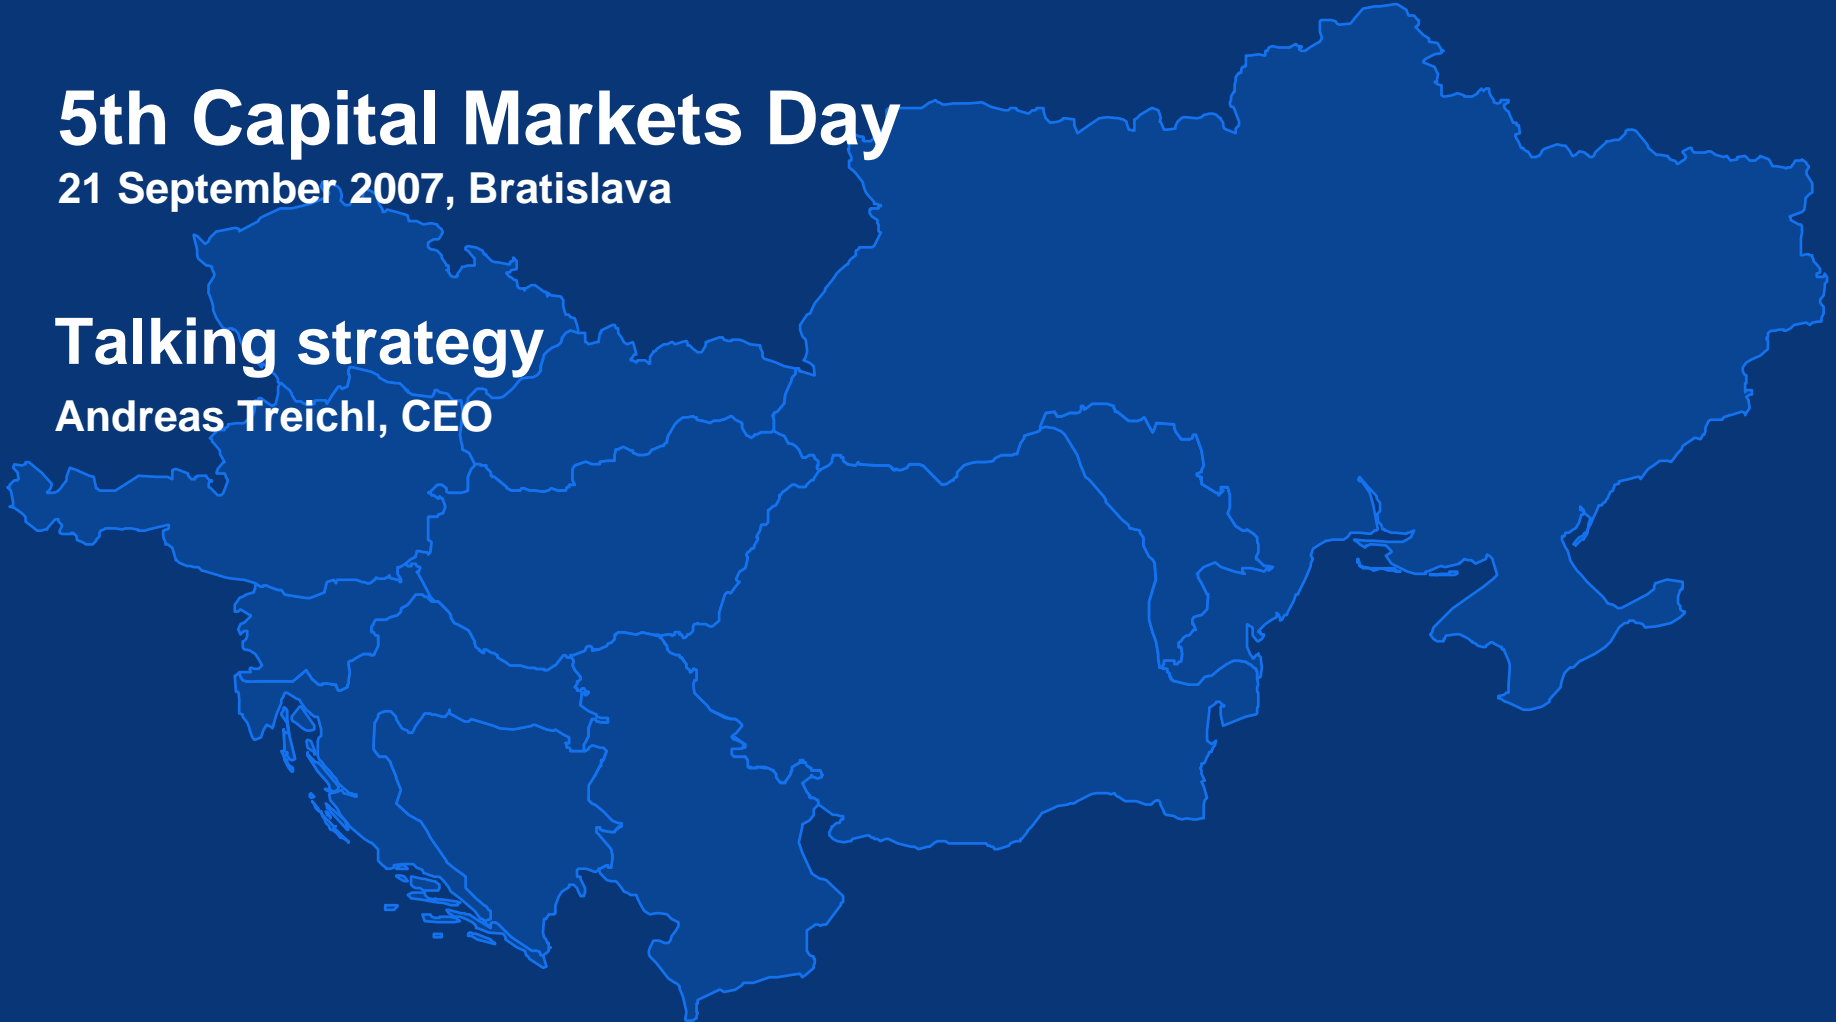 5th Capital Markets Day
21 September 2007, Bratislava
Talking strategy
Andreas Treichl, CEO